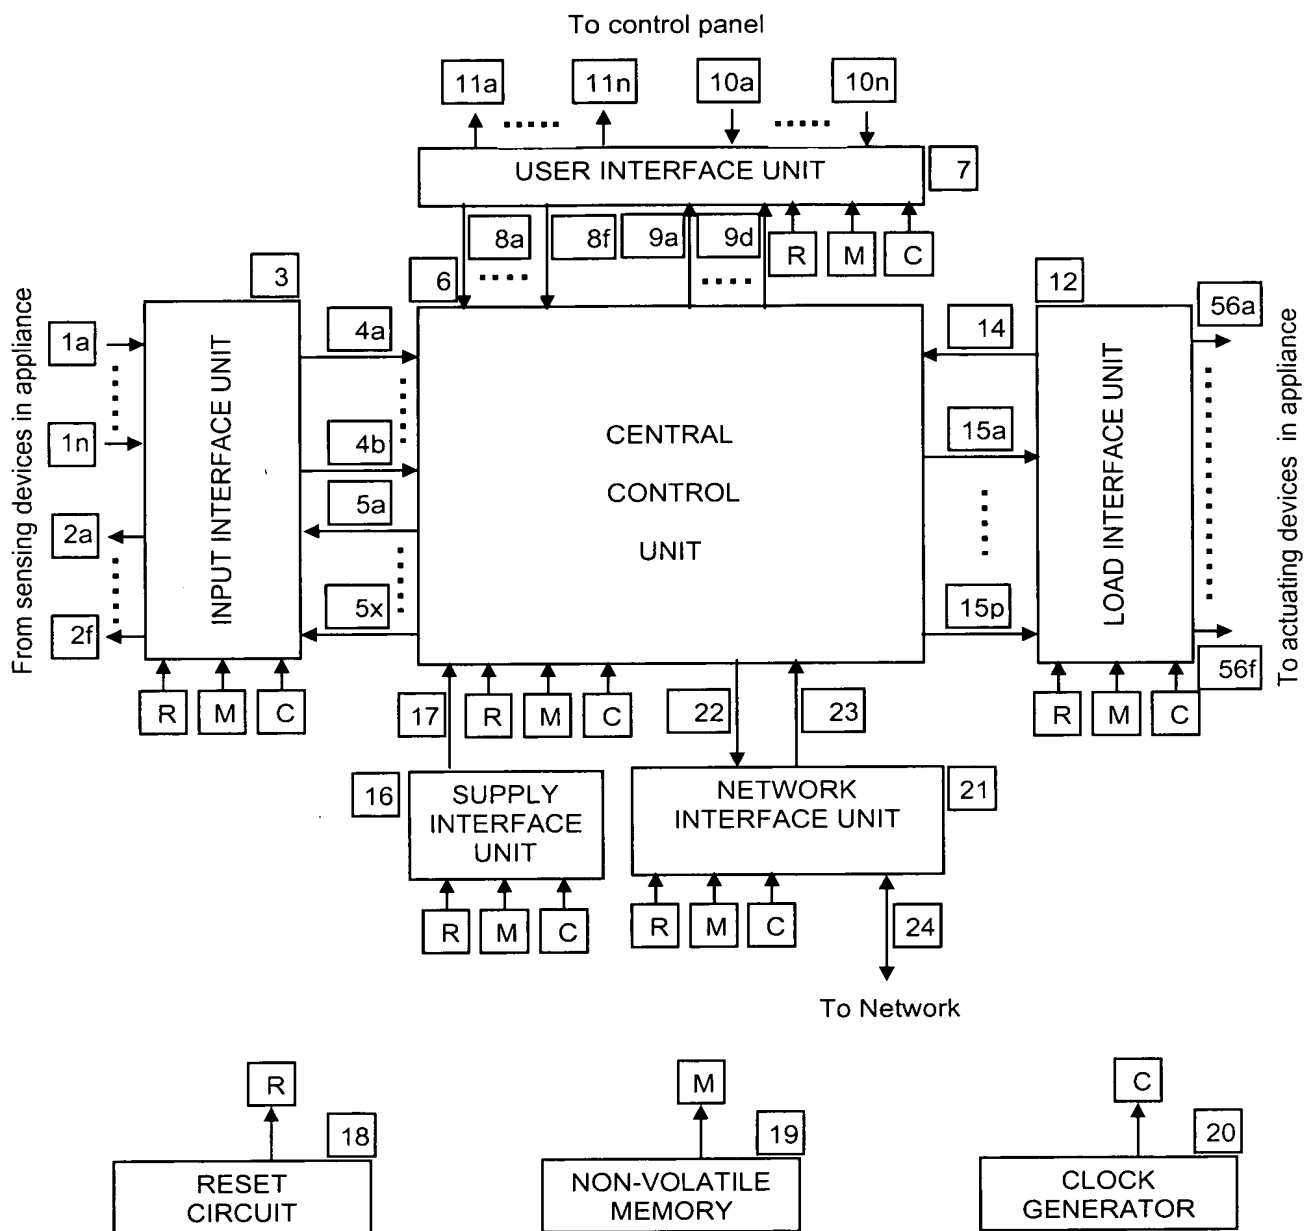 To control panel
11a 11n 10a 10n
USER INTERFACE UNIT 7
8a 8f 9a 9d
R M C
3 6 12
1a 4a 14 56a
From sensing devices in appliance
INPUT INTERFACE UNIT
LOAD INTERFACE UNIT
To actuating devices in appliance
1n 4b CENTRAL 15a
2a 5a CONTROL
UNIT
2f 5x 15p
56f
R M C
17 R M C 22 23
R M C
16 SUPPLY
INTERFACE
UNIT
NETWORK
INTERFACE UNIT
21
R M C
R M C 24
To Network
R M C
18 19 20
RESET
CIRCUIT
NON-VOLATILE
MEMORY
CLOCK
GENERATOR